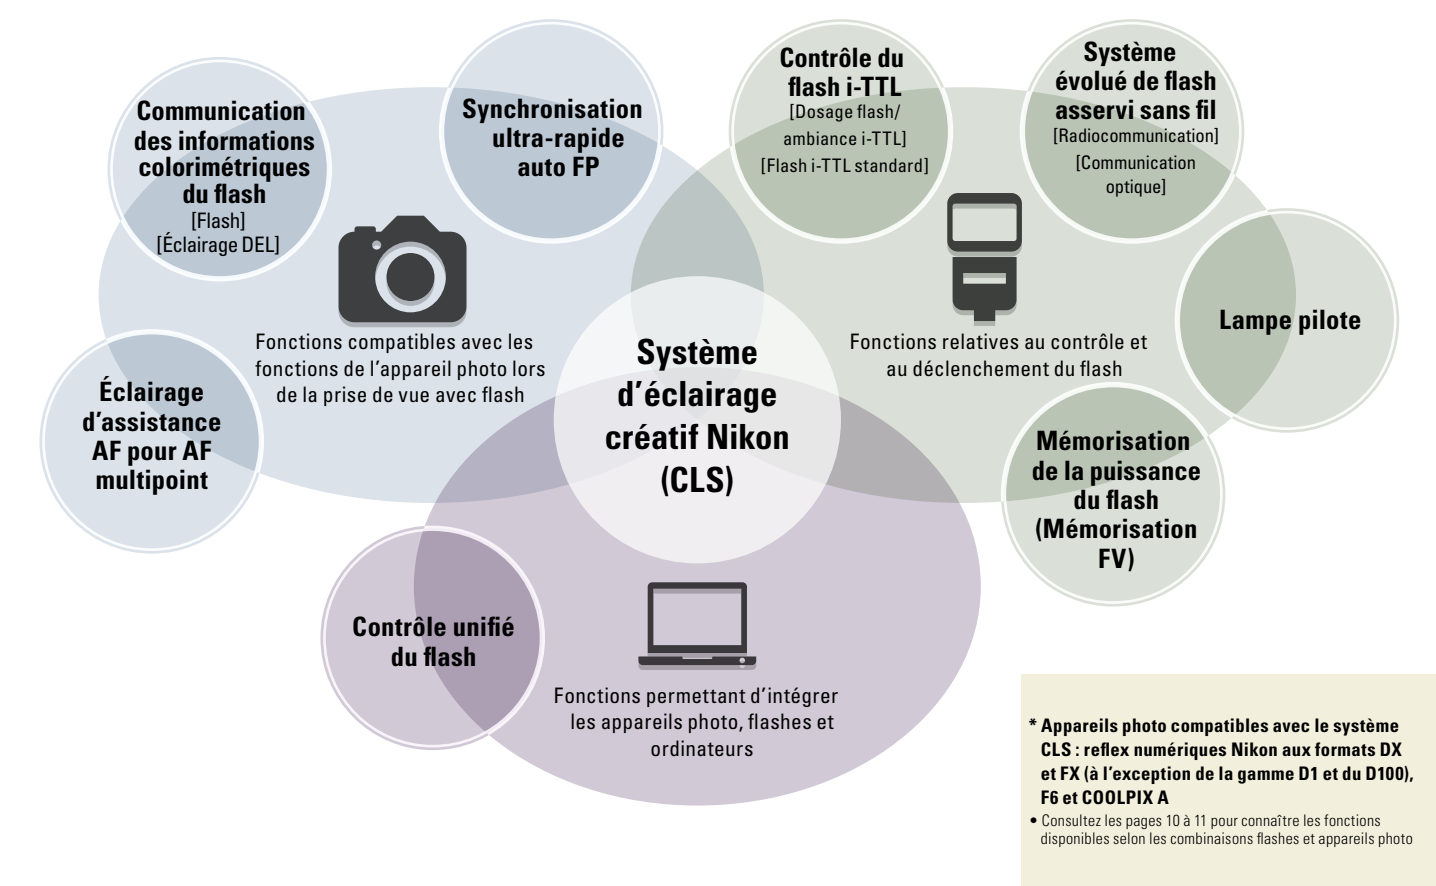 Communication
des informations
colorimétriques
du flash
[Flash]
[Éclairage DEL]
Synchronisation
ultra-rapide
auto FP
Contrôle du
flash i-TTL
[Dosage flash/
ambiance i-TTL]
[Flash i-TTL standard]
Système
évolué de flash
asservi sans fil
[Radiocommunication]
[Communication
optique]
Fonctions compatibles avec les
fonctions de l'appareil photo lors
de la prise de vue avec flash
Fonctions relatives au contrôle et
au déclenchement du flash
Lampe pilote
Éclairage
d'assistance
AF pour AF
multipoint
Système
d'éclairage
créatif Nikon
(CLS)
Mémorisation
de la puissance
du flash
(Mémorisation
FV)
Contrôle unifié
du flash
Fonctions permettant d'intégrer
les appareils photo, flashes et
ordinateurs
* Appareils photo compatibles avec le système
CLS : reflex numériques Nikon aux formats DX
et FX (à l'exception de la gamme D1 et du D100),
F6 et COOLPIX A
• Consultez les pages 10 à 11 pour connaître les fonctions
disponibles selon les combinaisons flashes et appareils photo